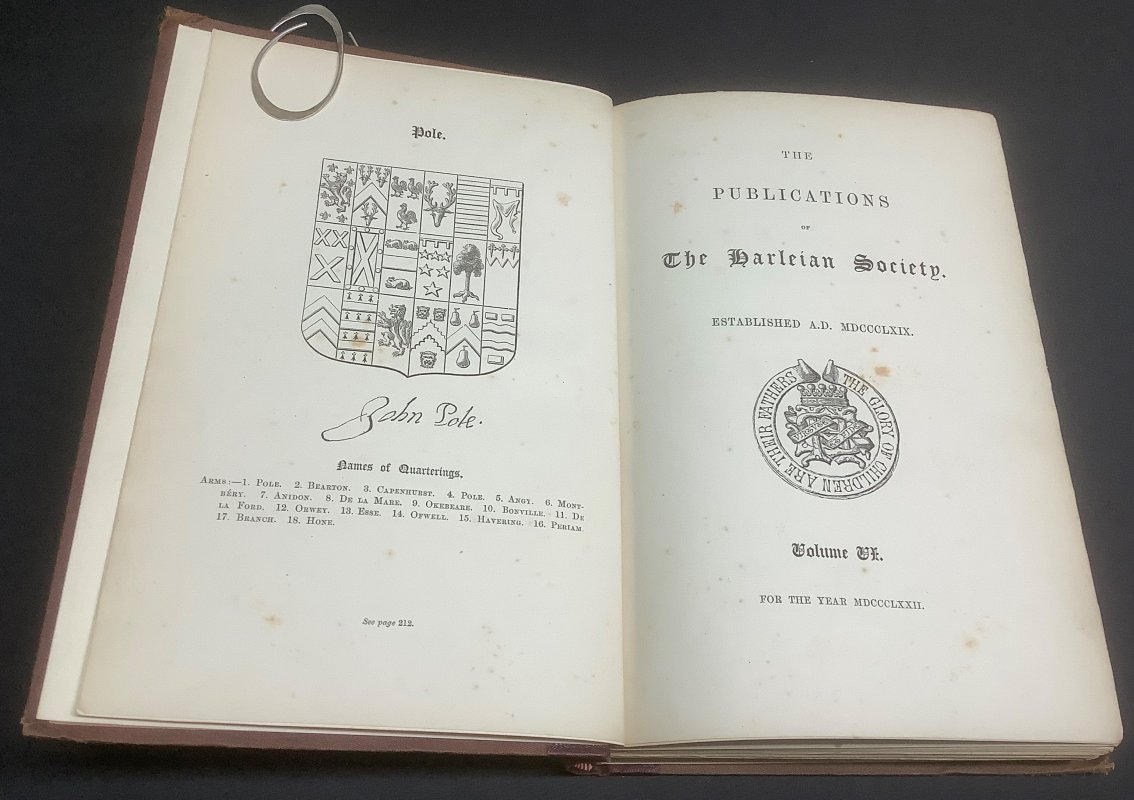 Pole.
John Pole.
Names of Quarterings.
ARMS:—1. POLE. 2. BEARTON. 3. CAPENHURST. 4. POLE. 5. ANGY. 6. MONT-
BÉRY. 7. ANIDON. 8. DE LA MARE. 9. OKEBEARE. 10. BONVILLE. 11. DE
LA FORD. 12. ORWEY. 13. ESSE. 14. OFWELL. 15. HAVERING. 16. PERIAM.
17. BRANCH. 18. HONE.
See page 212.
THE
PUBLICATIONS
OF
The Harleian Society.
ESTABLISHED A.D. MDCCCLXIX.
THE GLORY OF CHILDREN ARE THEIR FATHERS
Volume VI.
FOR THE YEAR MDCCCLXXII.